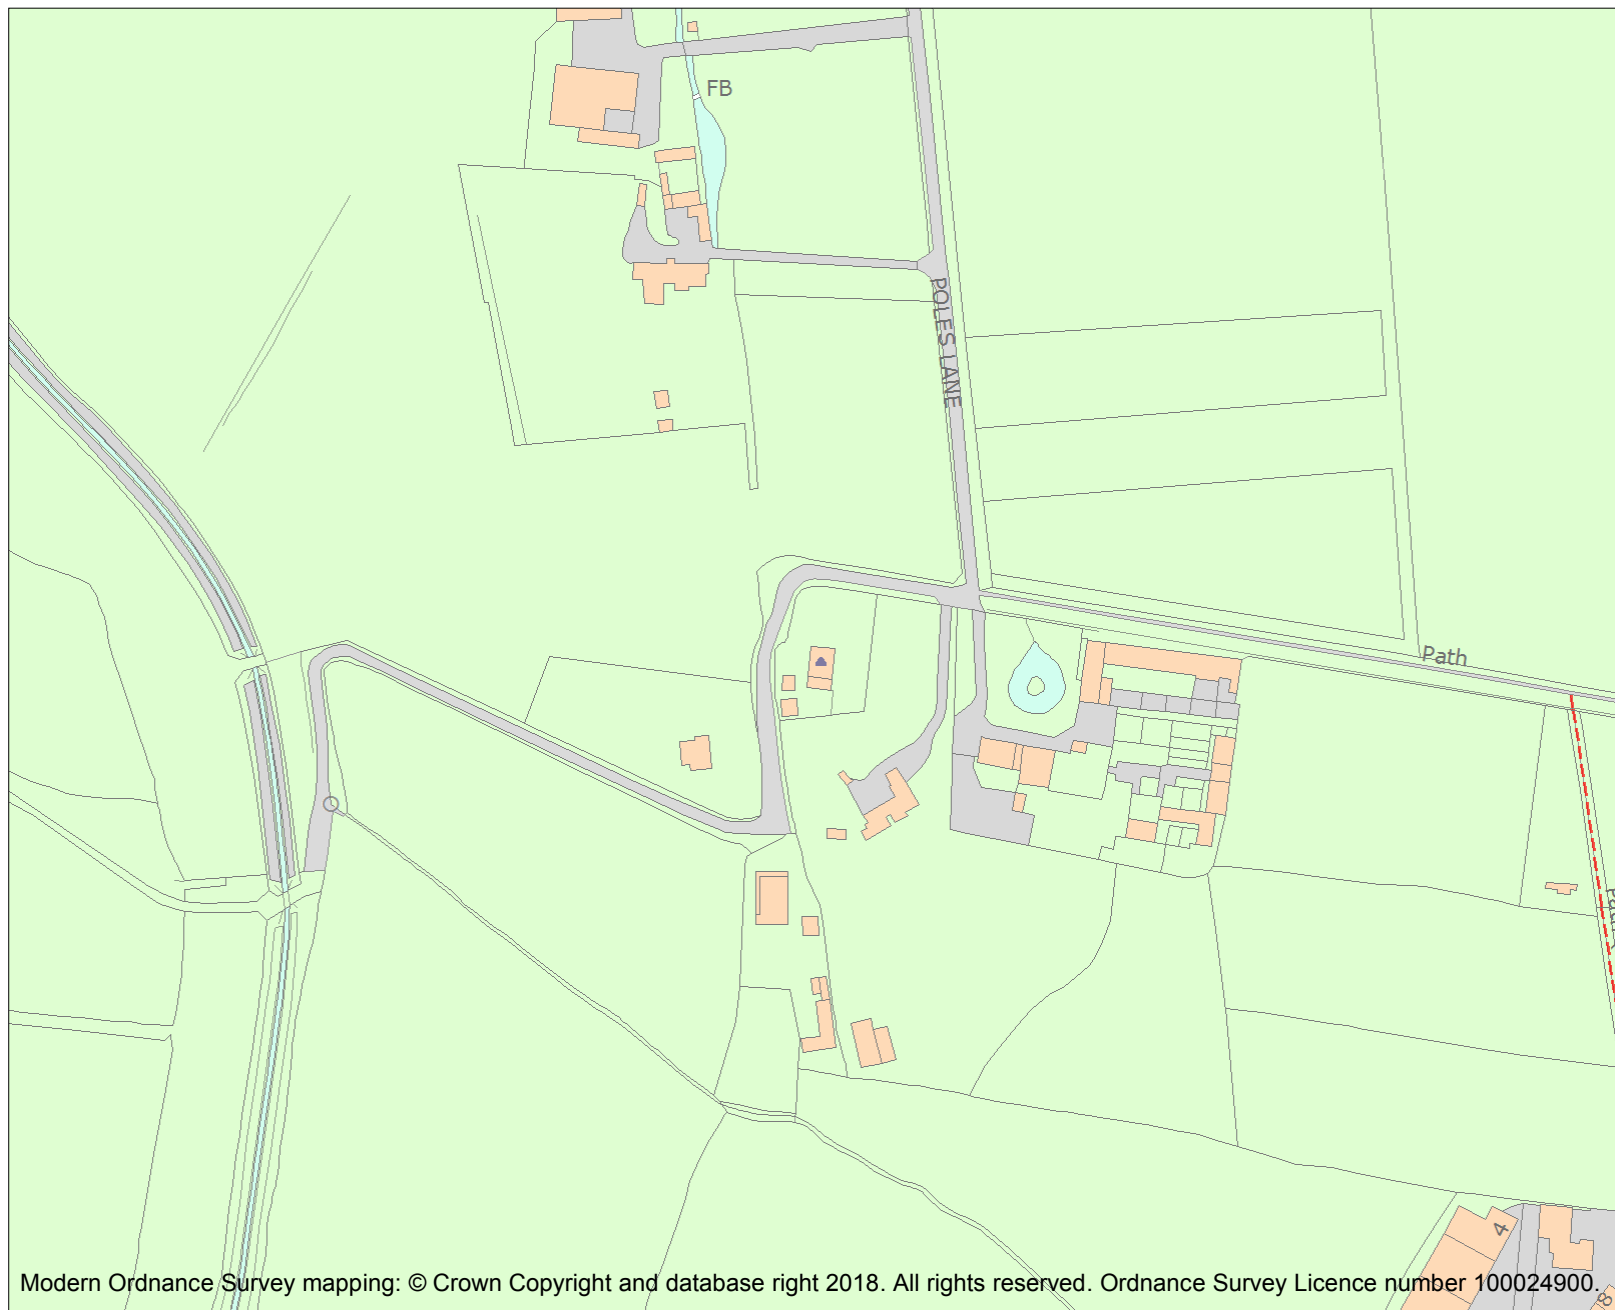 FB
POLES LANE
Path
4
8
Modern Ordnance Survey mapping: © Crown Copyright and database right 2018. All rights reserved. Ordnance Survey Licence number 100024900.